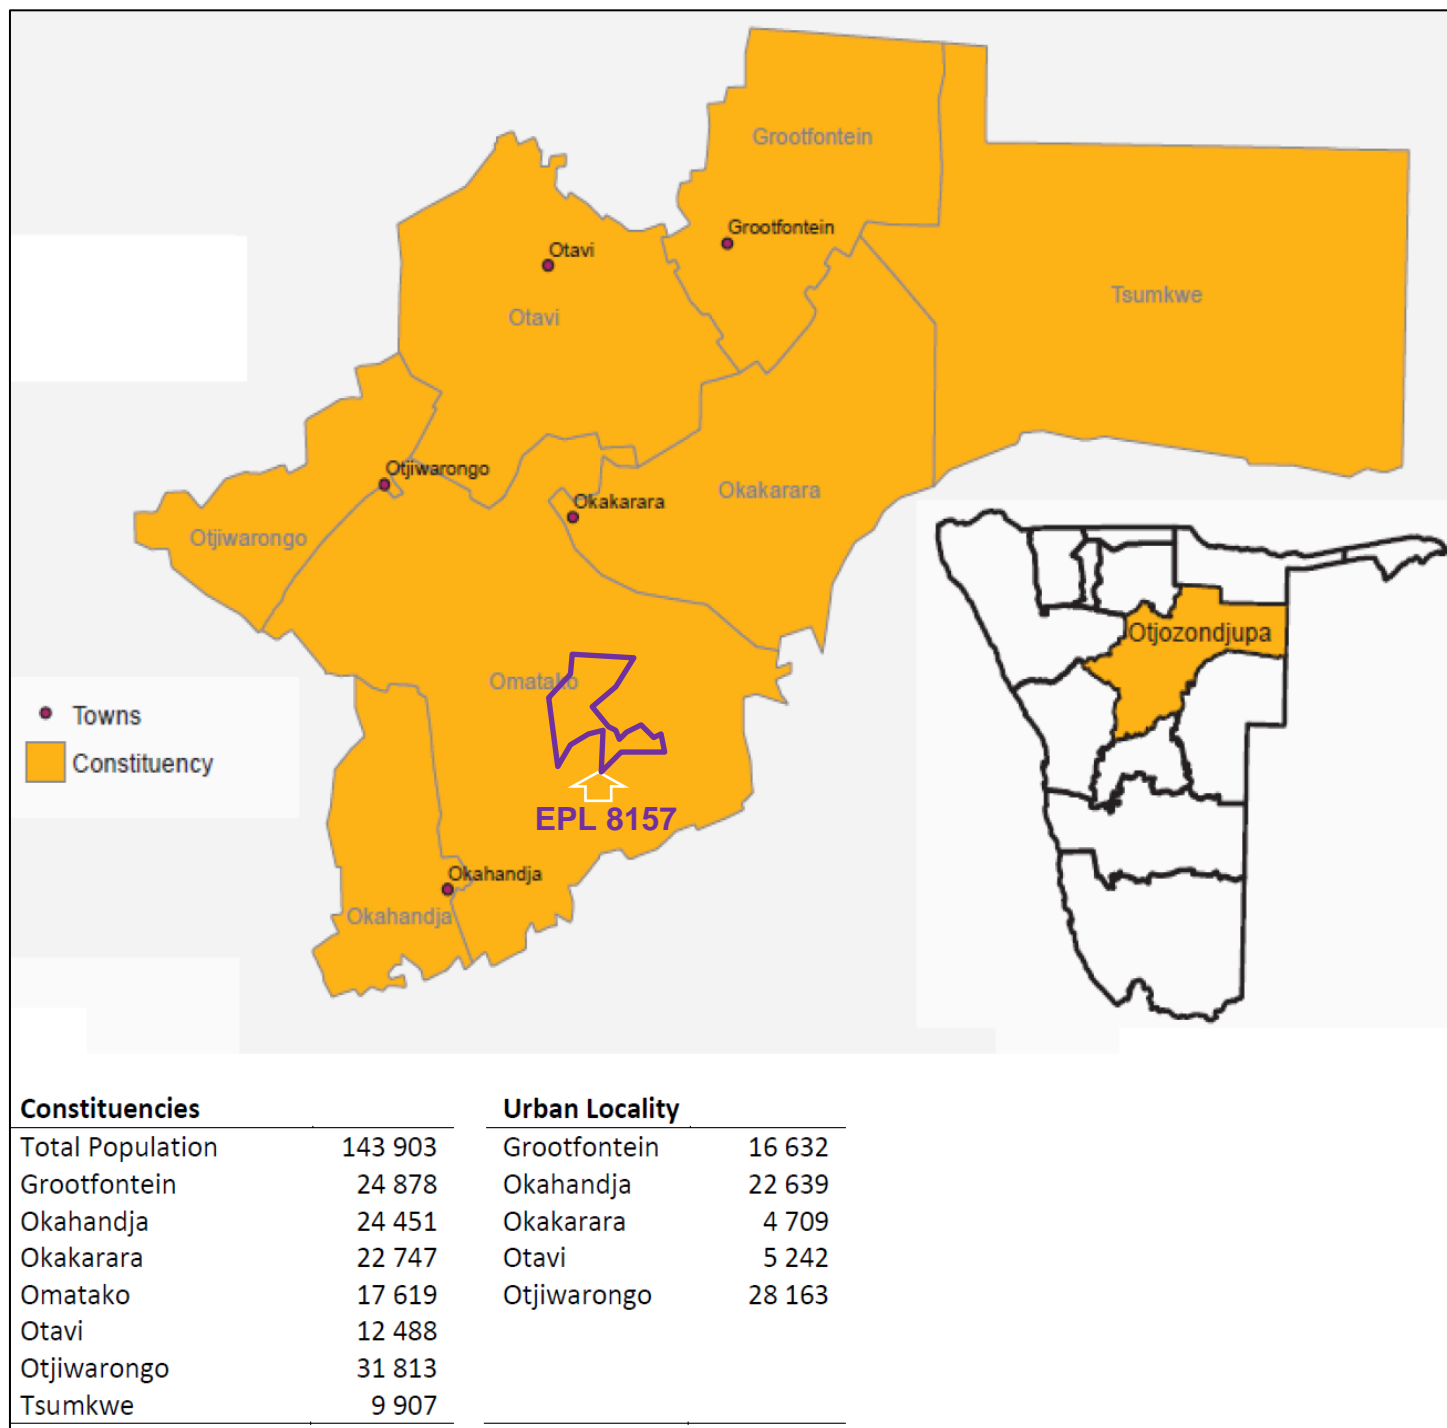 Grootfontein
Grootfontein
Otavi
Otavi
Tsumkwe
Otjiwarongo
Okakarara
Okakarara
Otjiwarongo
Otjozondjupa
Omatako
Towns
Constituency
EPL 8157
Okahandja
Okahandja
Constituencies
Total Population 143 903
Grootfontein 24 878
Okahandja 24 451
Okakarara 22 747
Omatako 17 619
Otavi 12 488
Otjiwarongo 31 813
Tsumkwe 9 907
Urban Locality
Grootfontein 16 632
Okahandja 22 639
Okakarara 4 709
Otavi 5 242
Otjiwarongo 28 163